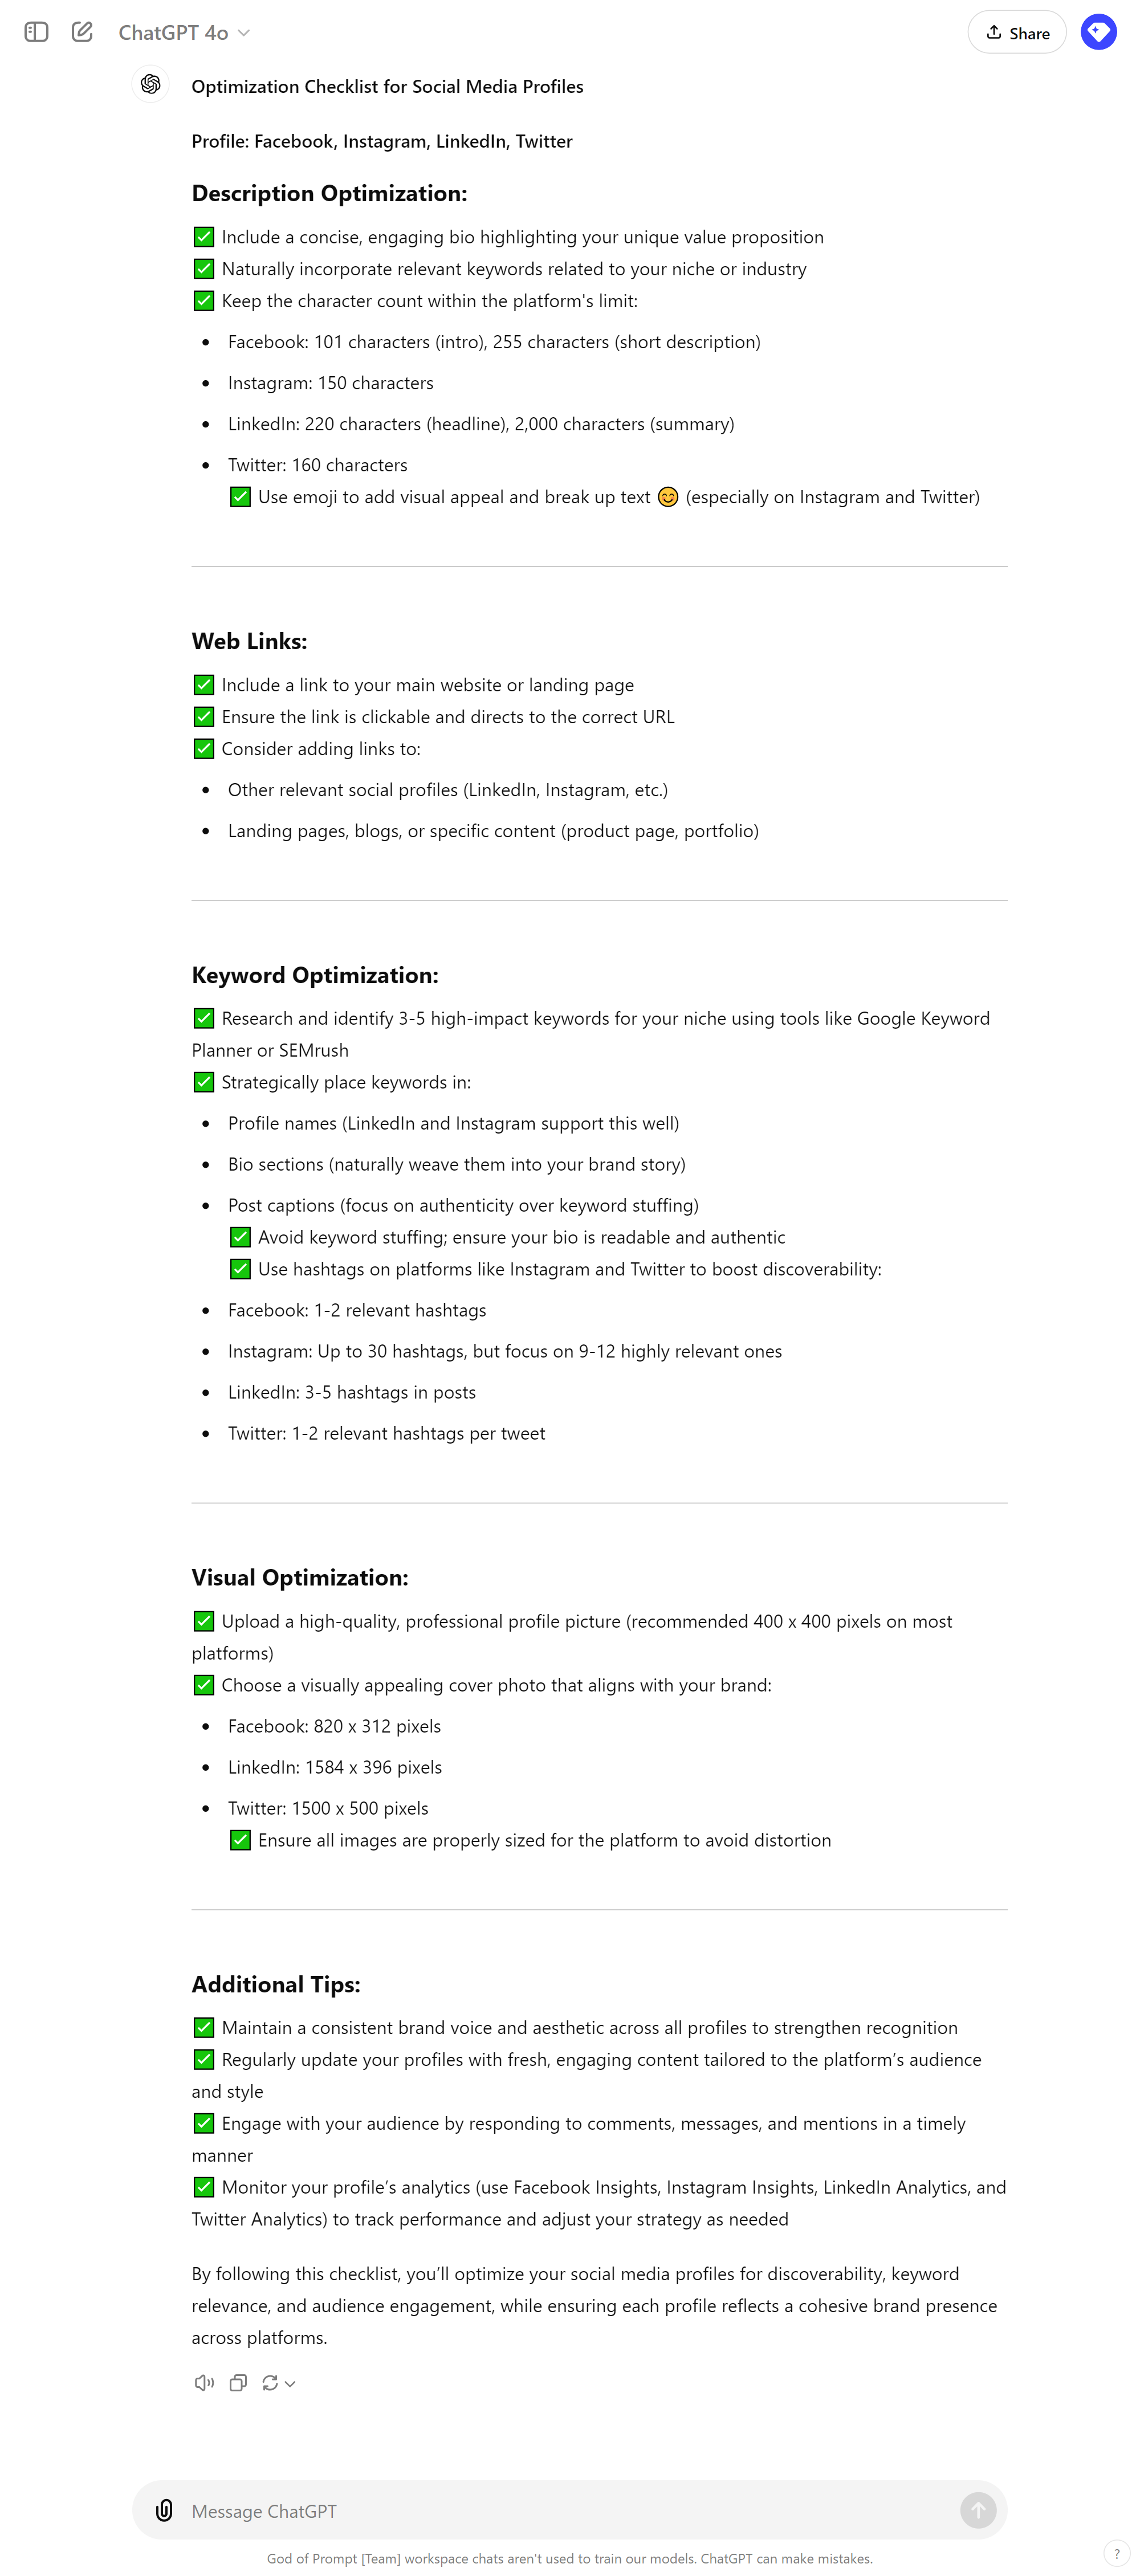 ChatGPT 4o
Share
Optimization Checklist for Social Media Profiles
Profile: Facebook, Instagram, LinkedIn, Twitter
Description Optimization:
✅ Include a concise, engaging bio highlighting your unique value proposition
✅ Naturally incorporate relevant keywords related to your niche or industry
✅ Keep the character count within the platform's limit:
• Facebook: 101 characters (intro), 255 characters (short description)
• Instagram: 150 characters
• LinkedIn: 220 characters (headline), 2,000 characters (summary)
• Twitter: 160 characters
✅ Use emoji to add visual appeal and break up text 😊 (especially on Instagram and Twitter)
Web Links:
✅ Include a link to your main website or landing page
✅ Ensure the link is clickable and directs to the correct URL
✅ Consider adding links to:
• Other relevant social profiles (LinkedIn, Instagram, etc.)
• Landing pages, blogs, or specific content (product page, portfolio)
Keyword Optimization:
✅ Research and identify 3-5 high-impact keywords for your niche using tools like Google Keyword
Planner or SEMrush
✅ Strategically place keywords in:
• Profile names (LinkedIn and Instagram support this well)
• Bio sections (naturally weave them into your brand story)
• Post captions (focus on authenticity over keyword stuffing)
✅ Avoid keyword stuffing; ensure your bio is readable and authentic
✅ Use hashtags on platforms like Instagram and Twitter to boost discoverability:
• Facebook: 1-2 relevant hashtags
• Instagram: Up to 30 hashtags, but focus on 9-12 highly relevant ones
• LinkedIn: 3-5 hashtags in posts
• Twitter: 1-2 relevant hashtags per tweet
Visual Optimization:
✅ Upload a high-quality, professional profile picture (recommended 400 x 400 pixels on most
platforms)
✅ Choose a visually appealing cover photo that aligns with your brand:
• Facebook: 820 x 312 pixels
• LinkedIn: 1584 x 396 pixels
• Twitter: 1500 x 500 pixels
✅ Ensure all images are properly sized for the platform to avoid distortion
Additional Tips:
✅ Maintain a consistent brand voice and aesthetic across all profiles to strengthen recognition
✅ Regularly update your profiles with fresh, engaging content tailored to the platform’s audience
and style
✅ Engage with your audience by responding to comments, messages, and mentions in a timely
manner
✅ Monitor your profile’s analytics (use Facebook Insights, Instagram Insights, LinkedIn Analytics, and
Twitter Analytics) to track performance and adjust your strategy as needed
By following this checklist, you’ll optimize your social media profiles for discoverability, keyword
relevance, and audience engagement, while ensuring each profile reflects a cohesive brand presence
across platforms.
Message ChatGPT
God of Prompt [Team] workspace chats aren't used to train our models. ChatGPT can make mistakes.
?